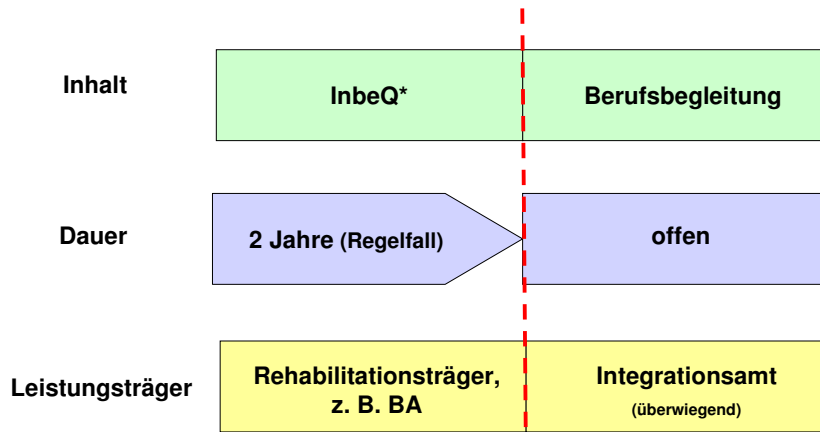 Inhalt
InbeQ*
Berufsbegleitung
Dauer
2 Jahre (Regelfall)
offen
Leistungsträger
Rehabilitationsträger,
z. B. BA
Integrationsamt
(überwiegend)